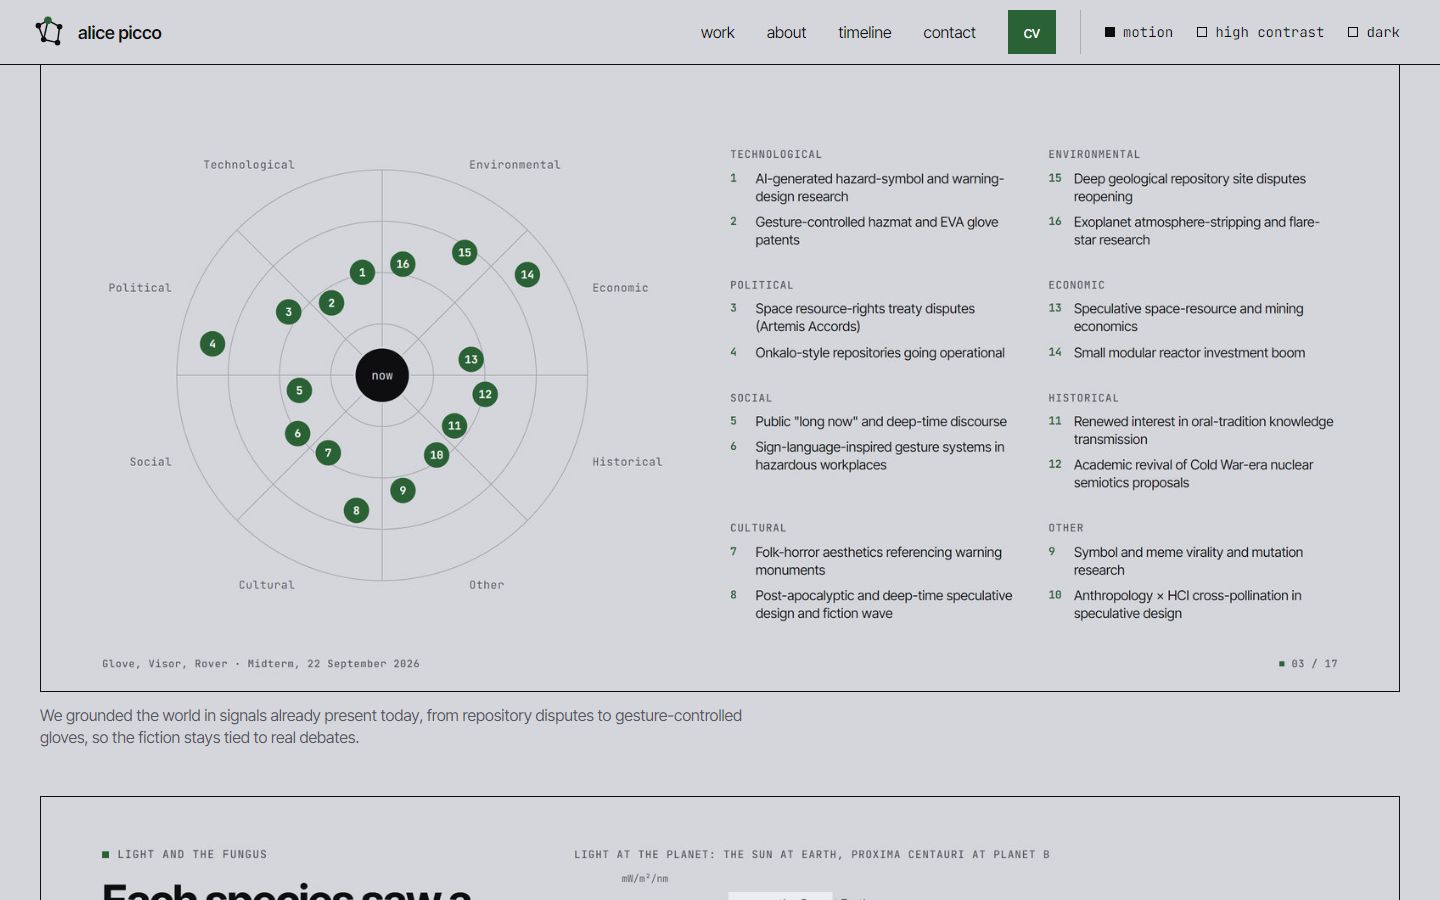 alice picco
work about timeline contact CV motion high contrast dark
Technological
Environmental
Political
Economic
Social
Historical
Cultural
Other
now
1
2
3
4
5
6
7
8
9
10
11
12
13
14
15
16
TECHNOLOGICAL
1 AI-generated hazard-symbol and warning-
design research
2 Gesture-controlled hazmat and EVA glove
patents
ENVIRONMENTAL
15 Deep geological repository site disputes
reopening
16 Exoplanet atmosphere-stripping and flare-
star research
POLITICAL
3 Space resource-rights treaty disputes
(Artemis Accords)
4 Onkalo-style repositories going operational
ECONOMIC
13 Speculative space-resource and mining
economics
14 Small modular reactor investment boom
SOCIAL
5 Public "long now" and deep-time discourse
6 Sign-language-inspired gesture systems in
hazardous workplaces
HISTORICAL
11 Renewed interest in oral-tradition knowledge
transmission
12 Academic revival of Cold War-era nuclear
semiotics proposals
CULTURAL
7 Folk-horror aesthetics referencing warning
monuments
8 Post-apocalyptic and deep-time speculative
design and fiction wave
OTHER
9 Symbol and meme virality and mutation
research
10 Anthropology × HCI cross-pollination in
speculative design
Glove, Visor, Rover · Midterm, 22 September 2026
03 / 17
We grounded the world in signals already present today, from repository disputes to gesture-controlled
gloves, so the fiction stays tied to real debates.
LIGHT AND THE FUNGUS
LIGHT AT THE PLANET: THE SUN AT EARTH, PROXIMA CENTAURI AT PLANET B
mW/m²/nm
Each species saw a